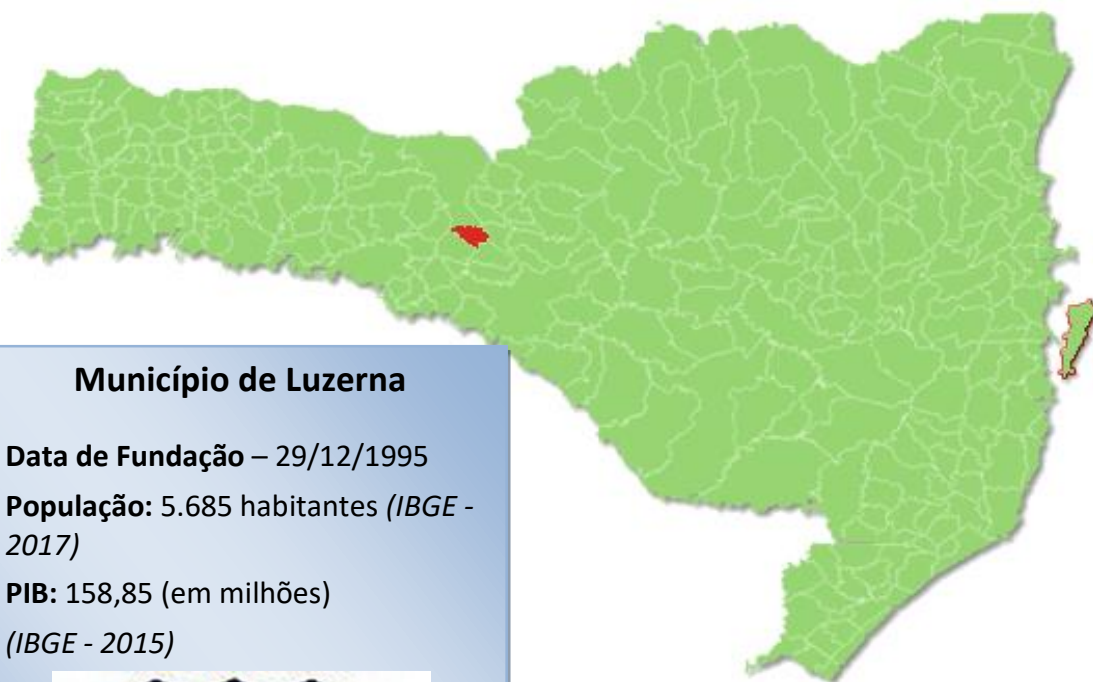 Município de Luzerna
Data de Fundação – 29/12/1995
População: 5.685 habitantes (IBGE -
2017)
PIB: 158,85 (em milhões)
(IBGE - 2015)